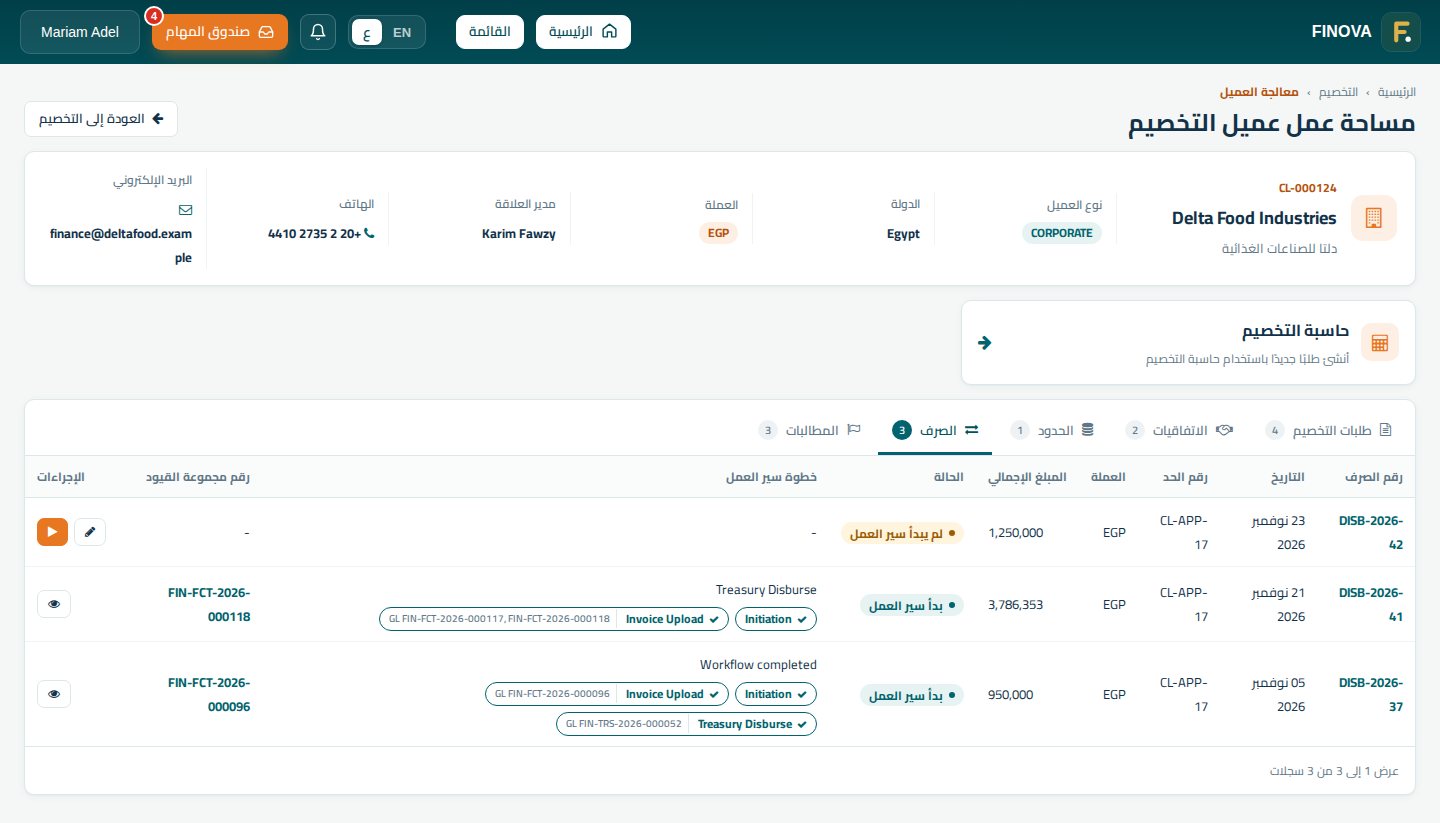 FINOVA
الرئيسية
القائمة
EN
ع
صندوق المهام
4
Mariam Adel
الرئيسية › التخصيم › معالجة العميل
مساحة عمل عميل التخصيم
العودة إلى التخصيم
CL-000124
Delta Food Industries
دلتا للصناعات الغذائية
نوع العميل
CORPORATE
الدولة
Egypt
العملة
EGP
مدير العلاقة
Karim Fawzy
الهاتف
+20 2 2735 4410
البريد الإلكتروني
finance@deltafood.exam
ple
حاسبة التخصيم
أنشئ طلبًا جديدًا باستخدام حاسبة التخصيم
طلبات التخصيم 4
الاتفاقيات 2
الحدود 1
الصرف 3
المطالبات 3
رقم الصرف التاريخ رقم الحد العملة المبلغ الإجمالي الحالة خطوة سير العمل رقم مجموعة القيود الإجراءات
DISB-2026-
42
23 نوفمبر
2026
CL-APP-
17
EGP
1,250,000
لم يبدأ سير العمل
-
-
DISB-2026-
41
21 نوفمبر
2026
CL-APP-
17
EGP
3,786,353
بدأ سير العمل
Treasury Disburse
Initiation
Invoice Upload GL FIN-FCT-2026-000117, FIN-FCT-2026-000118
FIN-FCT-2026-
000118
DISB-2026-
37
05 نوفمبر
2026
CL-APP-
17
EGP
950,000
بدأ سير العمل
Workflow completed
Initiation
Invoice Upload GL FIN-FCT-2026-000096
Treasury Disburse GL FIN-TRS-2026-000052
FIN-FCT-2026-
000096
عرض 1 إلى 3 من 3 سجلات